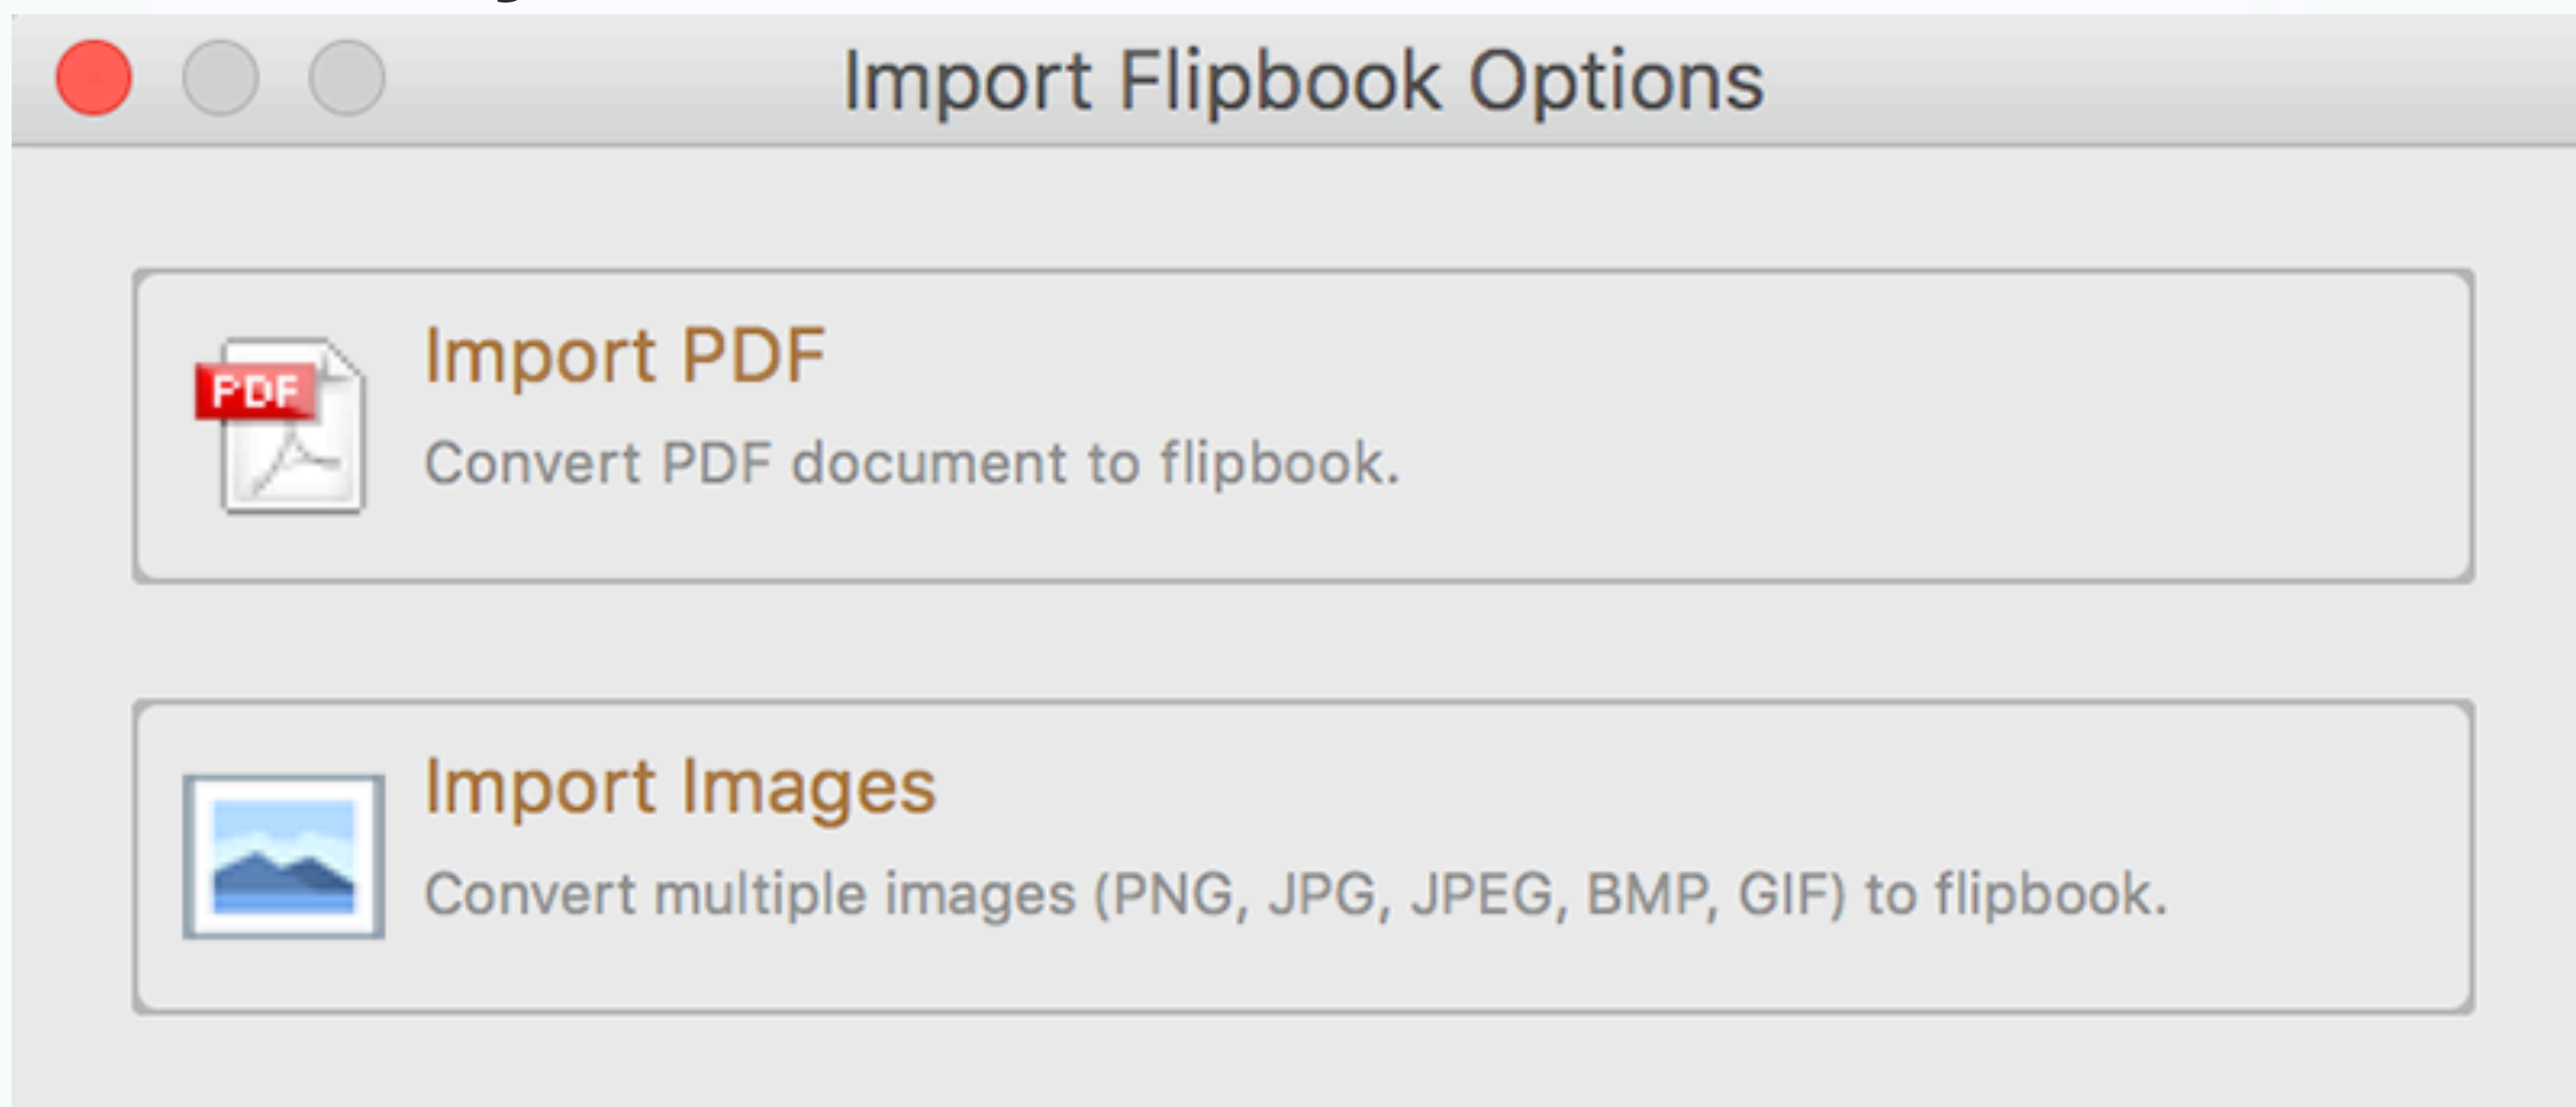 Import Flipbook Options
Import PDF
PDF
Convert PDF document to flipbook.
Import Images
Convert multiple images (PNG, JPG, JPEG, BMP, GIF) to flipbook.